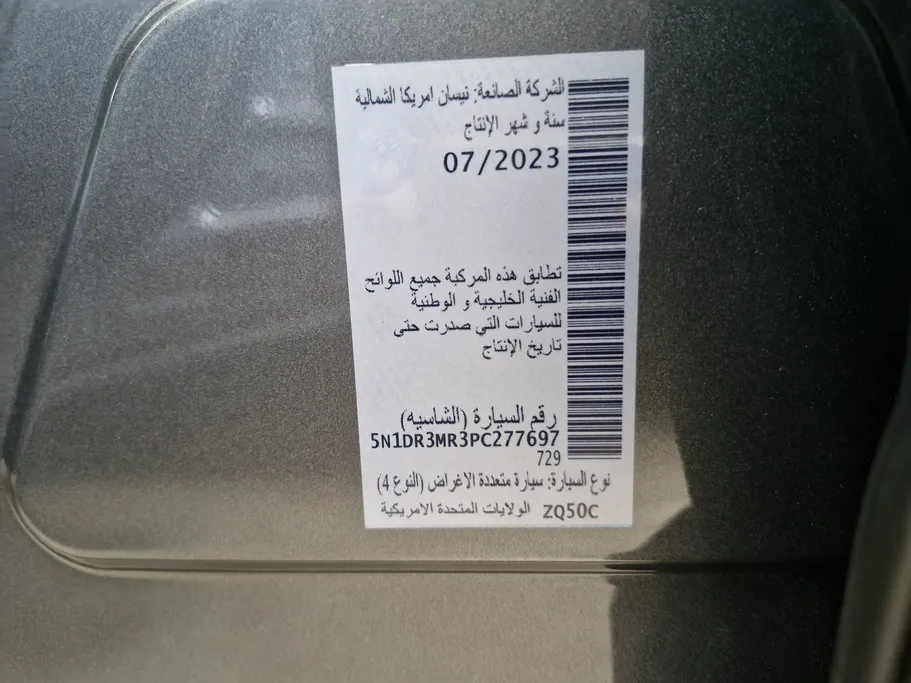 الشركة الصانعة: نيسان امريكا الشمالية
سنة و شهر الإنتاج
07/2023
تطابق هذه المركبة جميع اللوائح
الفنية الخليجية و الوطنية
للسيارات التي صدرت حتى
تاريخ الإنتاج
رقم السيارة (الشاسيه)
5N1DR3MR3PC277697
729
نوع السيارة: سيارة متعددة الاغراض (النوع 4)
ZQ50C الولايات المتحدة الامريكية